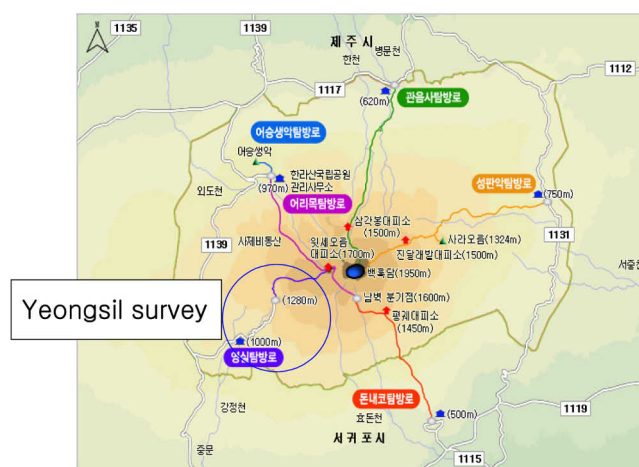 1135
1139
제주시
한천
병문천
1112
1117
(620m)
관음사탐방로
어승생악탐방로
어승생악
(970m)
한라산국립공원
관리사무소
외도천
어리목탐방로
성판악탐방로
(750m)
삼각봉대피소
(1500m)
사라오름(1324m)
진달래밭대피소(1500m)
1131
1139
사제비동산
윗세오름
대피소(1700m)
백록담(1950m)
서중천
Yeongsil survey
(1280m)
남벽 분기점(1600m)
평궤대피소
(1450m)
(1000m)
영실탐방로
돈내코탐방로
강정천
효돈천
(500m)
1119
서귀포시
중문
1115